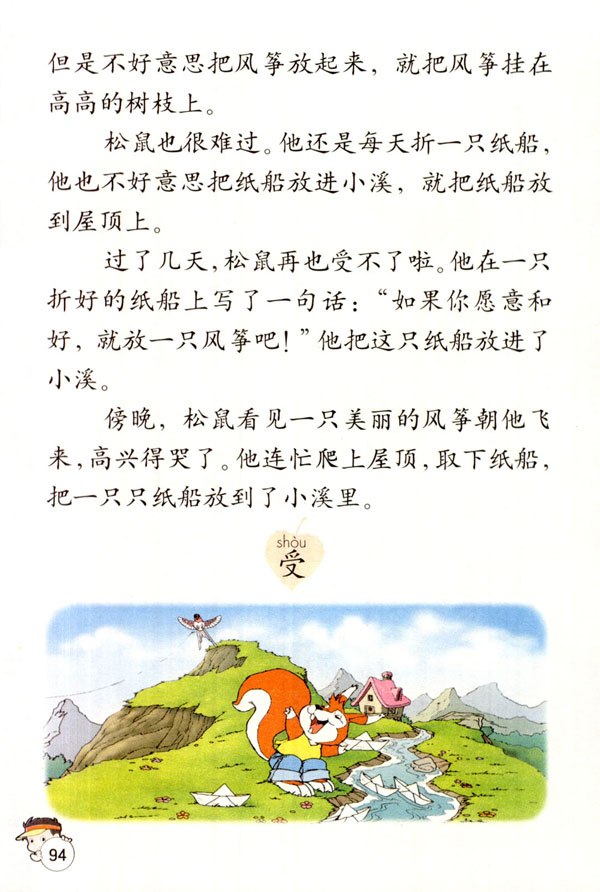 但是不好意思把风筝放起来，就把风筝挂在
高高的树枝上。
松鼠也很难过。他还是每天折一只纸船，
他也不好意思把纸船放进小溪，就把纸船放
到屋顶上。
过了几天，松鼠再也受不了啦。他在一只
折好的纸船上写了一句话：“如果你愿意和
好，就放一只风筝吧！”他把这只纸船放进了
小溪。
傍晚，松鼠看见一只美丽的风筝朝他飞
来，高兴得哭了。他连忙爬上屋顶，取下纸船，
把一只只纸船放到了小溪里。
shòu
受
94